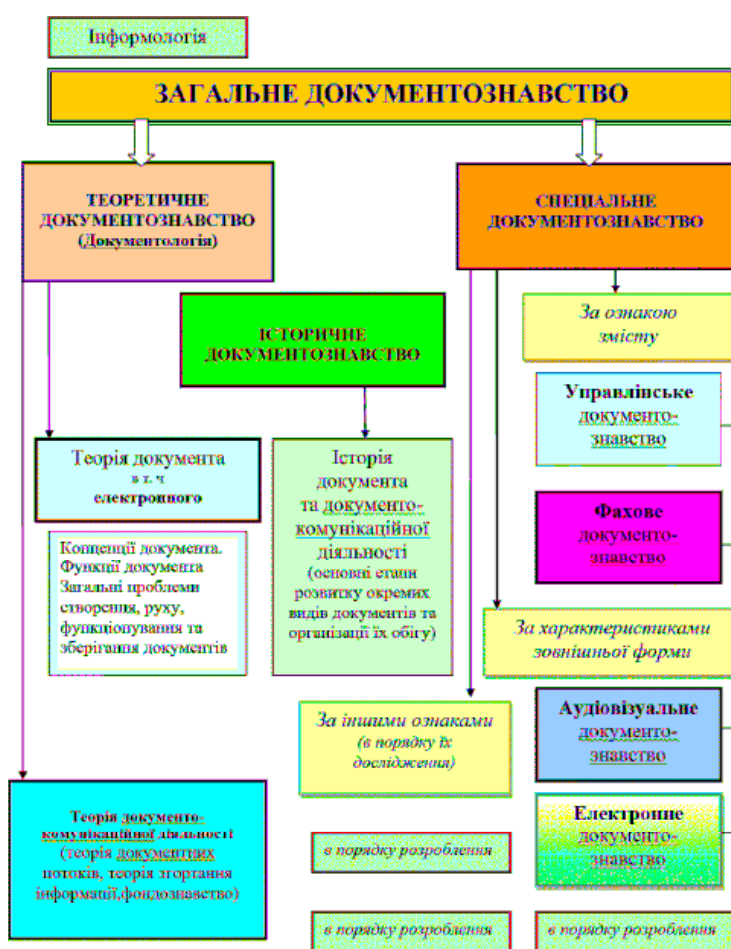 Інформологія
ЗАГАЛЬНЕ ДОКУМЕНТОЗНАВСТВО
ТЕОРЕТИЧНЕ
ДОКУМЕНТОЗНАВСТВО
(Документологія)
СПЕЦІАЛЬНЕ
ДОКУМЕНТОЗНАВСТВО
ІСТОРИЧНЕ
ДОКУМЕНТОЗНАВСТВО
За ознакою
змісту
Управлінське
документо-
знавство
Теорія документа
в т. ч
електронного
Історія
документа
та документо-
комунікаційної
діяльності
(основні етапи
розвитку окремих
видів документів та
організації їх обігу)
Фахове
документо-
знавство
Концепції документа.
Функції документа
Загальні проблеми
створення, руху,
функціонування та
зберігання документів
За характеристиками
зовнішньої форми
За іншими ознаками
(в порядку їх
дослідження)
Аудіовізуальне
документо-
знавство
Теорія документо-
комунікаційної діяльності
(теорія документних
потоків, теорія згортання
інформації,фондознавство)
Електронне
документо-
знавство
в порядку розроблення
в порядку розроблення
в порядку розроблення